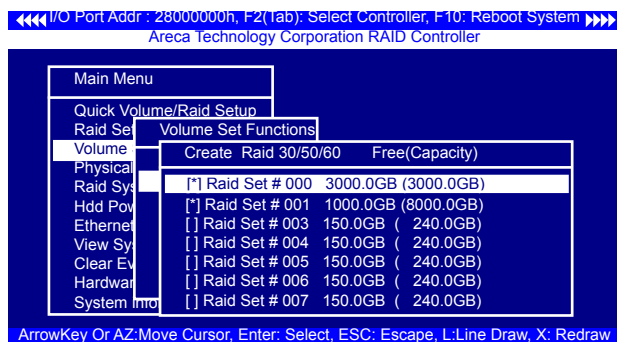 I/O Port Addr : 28000000h, F2(Tab): Select Controller, F10: Reboot System
Areca Technology Corporation RAID Controller
Main Menu
Quick Volume/Raid Setup
Raid Set
Volume Set Functions
Volume
Create Raid 30/50/60 Free(Capacity)
Physical
[*] Raid Set # 000 3000.0GB (3000.0GB)
Raid Sys
[*] Raid Set # 001 1000.0GB (8000.0GB)
Hdd Pow
[ ] Raid Set # 003 150.0GB ( 240.0GB)
Ethernet
[ ] Raid Set # 004 150.0GB ( 240.0GB)
View Sy
[ ] Raid Set # 005 150.0GB ( 240.0GB)
Clear Ev
[ ] Raid Set # 006 150.0GB ( 240.0GB)
Hardwar
[ ] Raid Set # 007 150.0GB ( 240.0GB)
System Info
ArrowKey Or AZ:Move Cursor, Enter: Select, ESC: Escape, L:Line Draw, X: Redraw